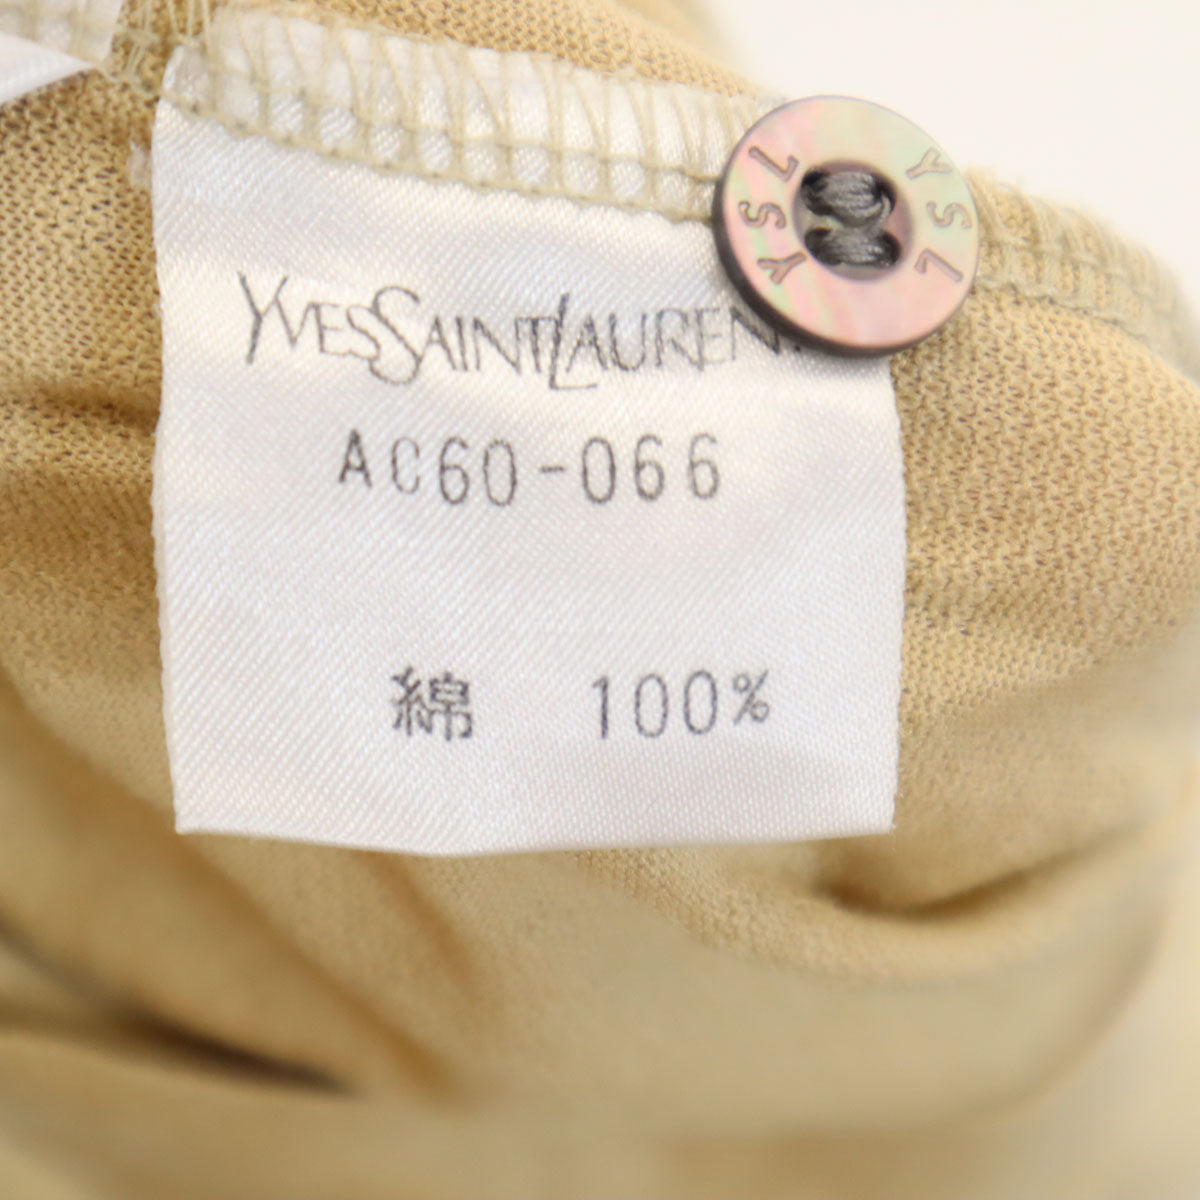 YSL YSL
YVESSAINTLAURENT
AC60-066
綿 100%